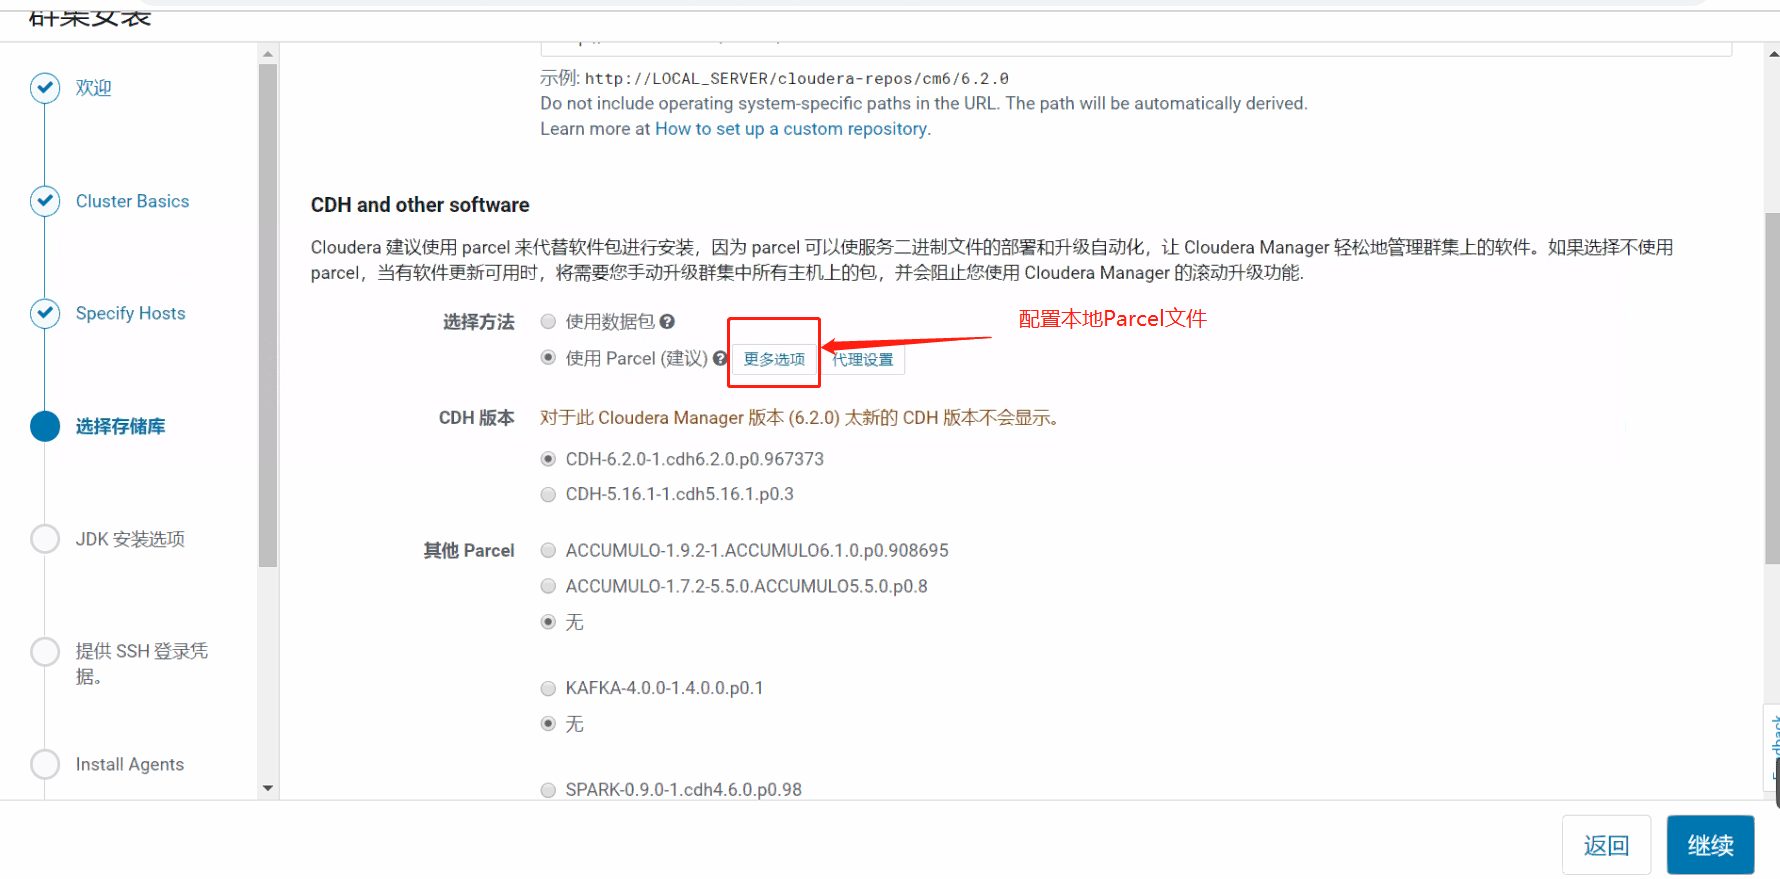 群集安装
欢迎
Cluster Basics
Specify Hosts
选择存储库
JDK 安装选项
提供 SSH 登录凭
据。
Install Agents
示例: http://LOCAL_SERVER/cloudera-repos/cm6/6.2.0
Do not include operating system-specific paths in the URL. The path will be automatically derived.
Learn more at How to set up a custom repository.
CDH and other software
Cloudera 建议使用 parcel 来代替软件包进行安装，因为 parcel 可以使服务二进制文件的部署和升级自动化，让 Cloudera Manager 轻松地管理群集上的软件。如果选择不使用
parcel，当有软件更新可用时，将需要您手动升级群集中所有主机上的包，并会阻止您使用 Cloudera Manager 的滚动升级功能.
选择方法 使用数据包
配置本地Parcel文件
使用 Parcel (建议) 更多选项 代理设置
CDH 版本 对于此 Cloudera Manager 版本 (6.2.0) 太新的 CDH 版本不会显示。
CDH-6.2.0-1.cdh6.2.0.p0.967373
CDH-5.16.1-1.cdh5.16.1.p0.3
其他 Parcel ACCUMULO-1.9.2-1.ACCUMULO6.1.0.p0.908695
ACCUMULO-1.7.2-5.5.0.ACCUMULO5.5.0.p0.8
无
KAFKA-4.0.0-1.4.0.0.p0.1
无
SPARK-0.9.0-1.cdh4.6.0.p0.98
返回 继续